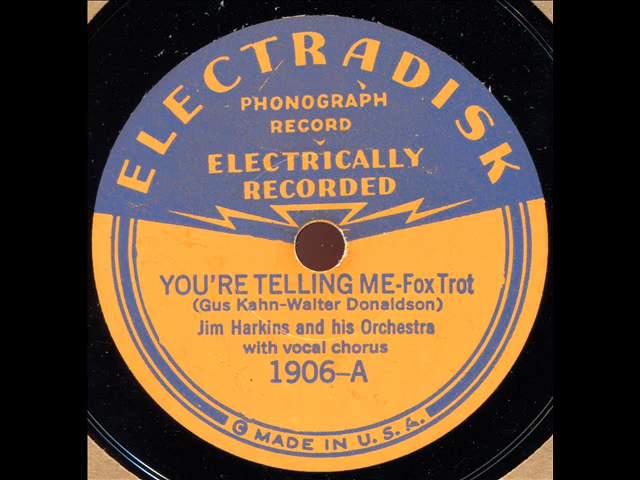 ELECTRADISK
PHONOGRAPH
RECORD
ELECTRICALLY
RECORDED
YOU'RE TELLING ME-Fox Trot
(Gus Kahn-Walter Donaldson)
Jim Harkins and his Orchestra
with vocal chorus
1906-A
© MADE IN U. S. A.